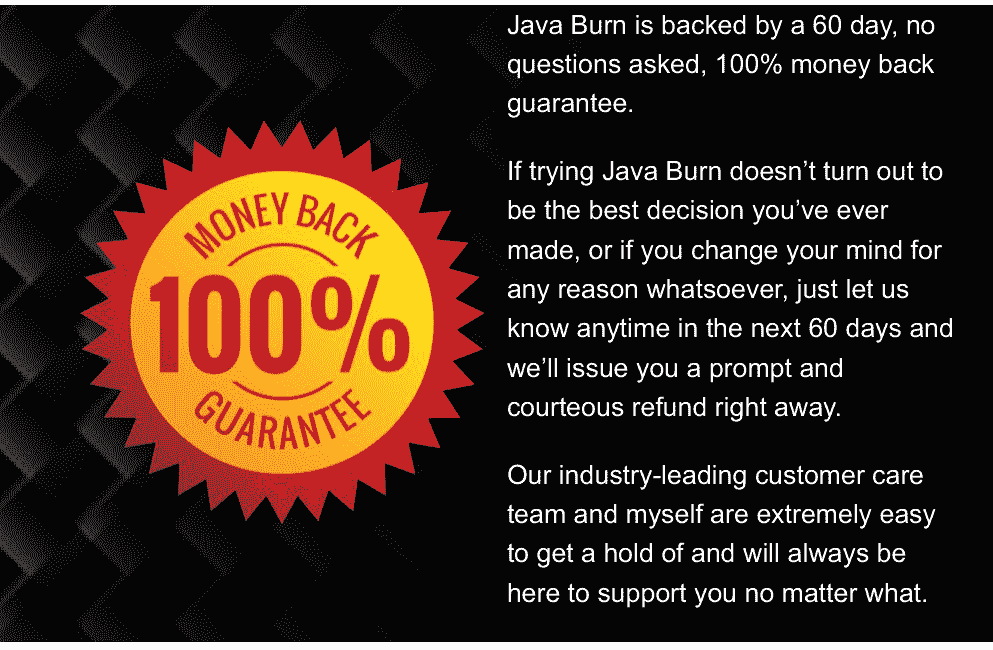 MONEY BACK
100%
GUARANTEE
Java Burn is backed by a 60 day, no
questions asked, 100% money back
guarantee.
If trying Java Burn doesn’t turn out to
be the best decision you’ve ever
made, or if you change your mind for
any reason whatsoever, just let us
know anytime in the next 60 days and
we’ll issue you a prompt and
courteous refund right away.
Our industry-leading customer care
team and myself are extremely easy
to get a hold of and will always be
here to support you no matter what.